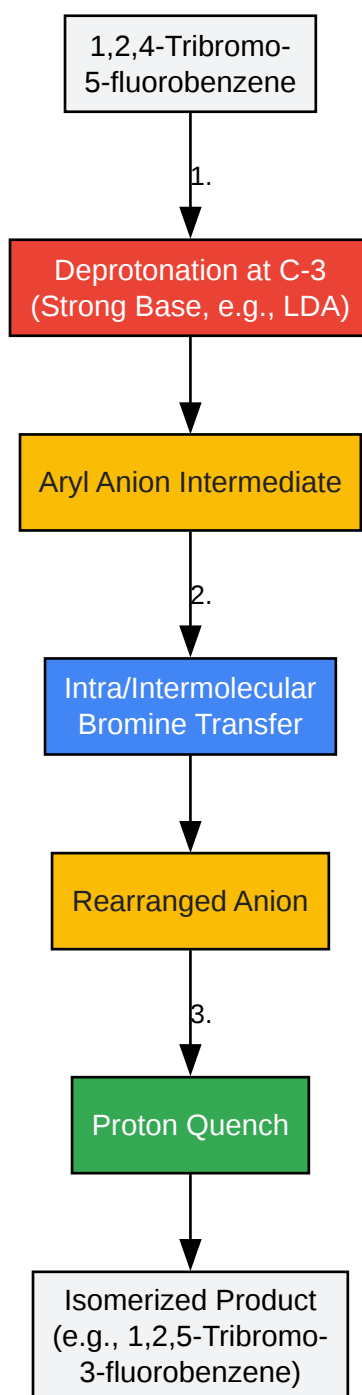 1,2,4-Tribromo-
5-fluorobenzene
1.
Deprotonation at C-3
(Strong Base, e.g., LDA)
Aryl Anion Intermediate
2.
Intra/Intermolecular
Bromine Transfer
Rearranged Anion
3.
Proton Quench
Isomerized Product
(e.g., 1,2,5-Tribromo-
3-fluorobenzene)